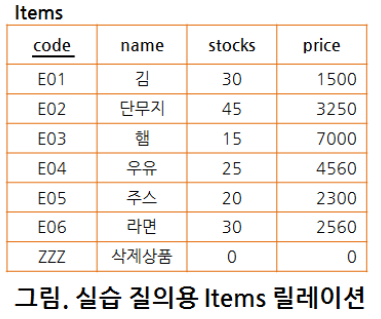 Items
code name stocks price
E01 김 30 1500
E02 단무지 45 3250
E03 햄 15 7000
E04 우유 25 4560
E05 주스 20 2300
E06 라면 30 2560
ZZZ 삭제상품 0 0
그림. 실습 질의용 Items 릴레이션